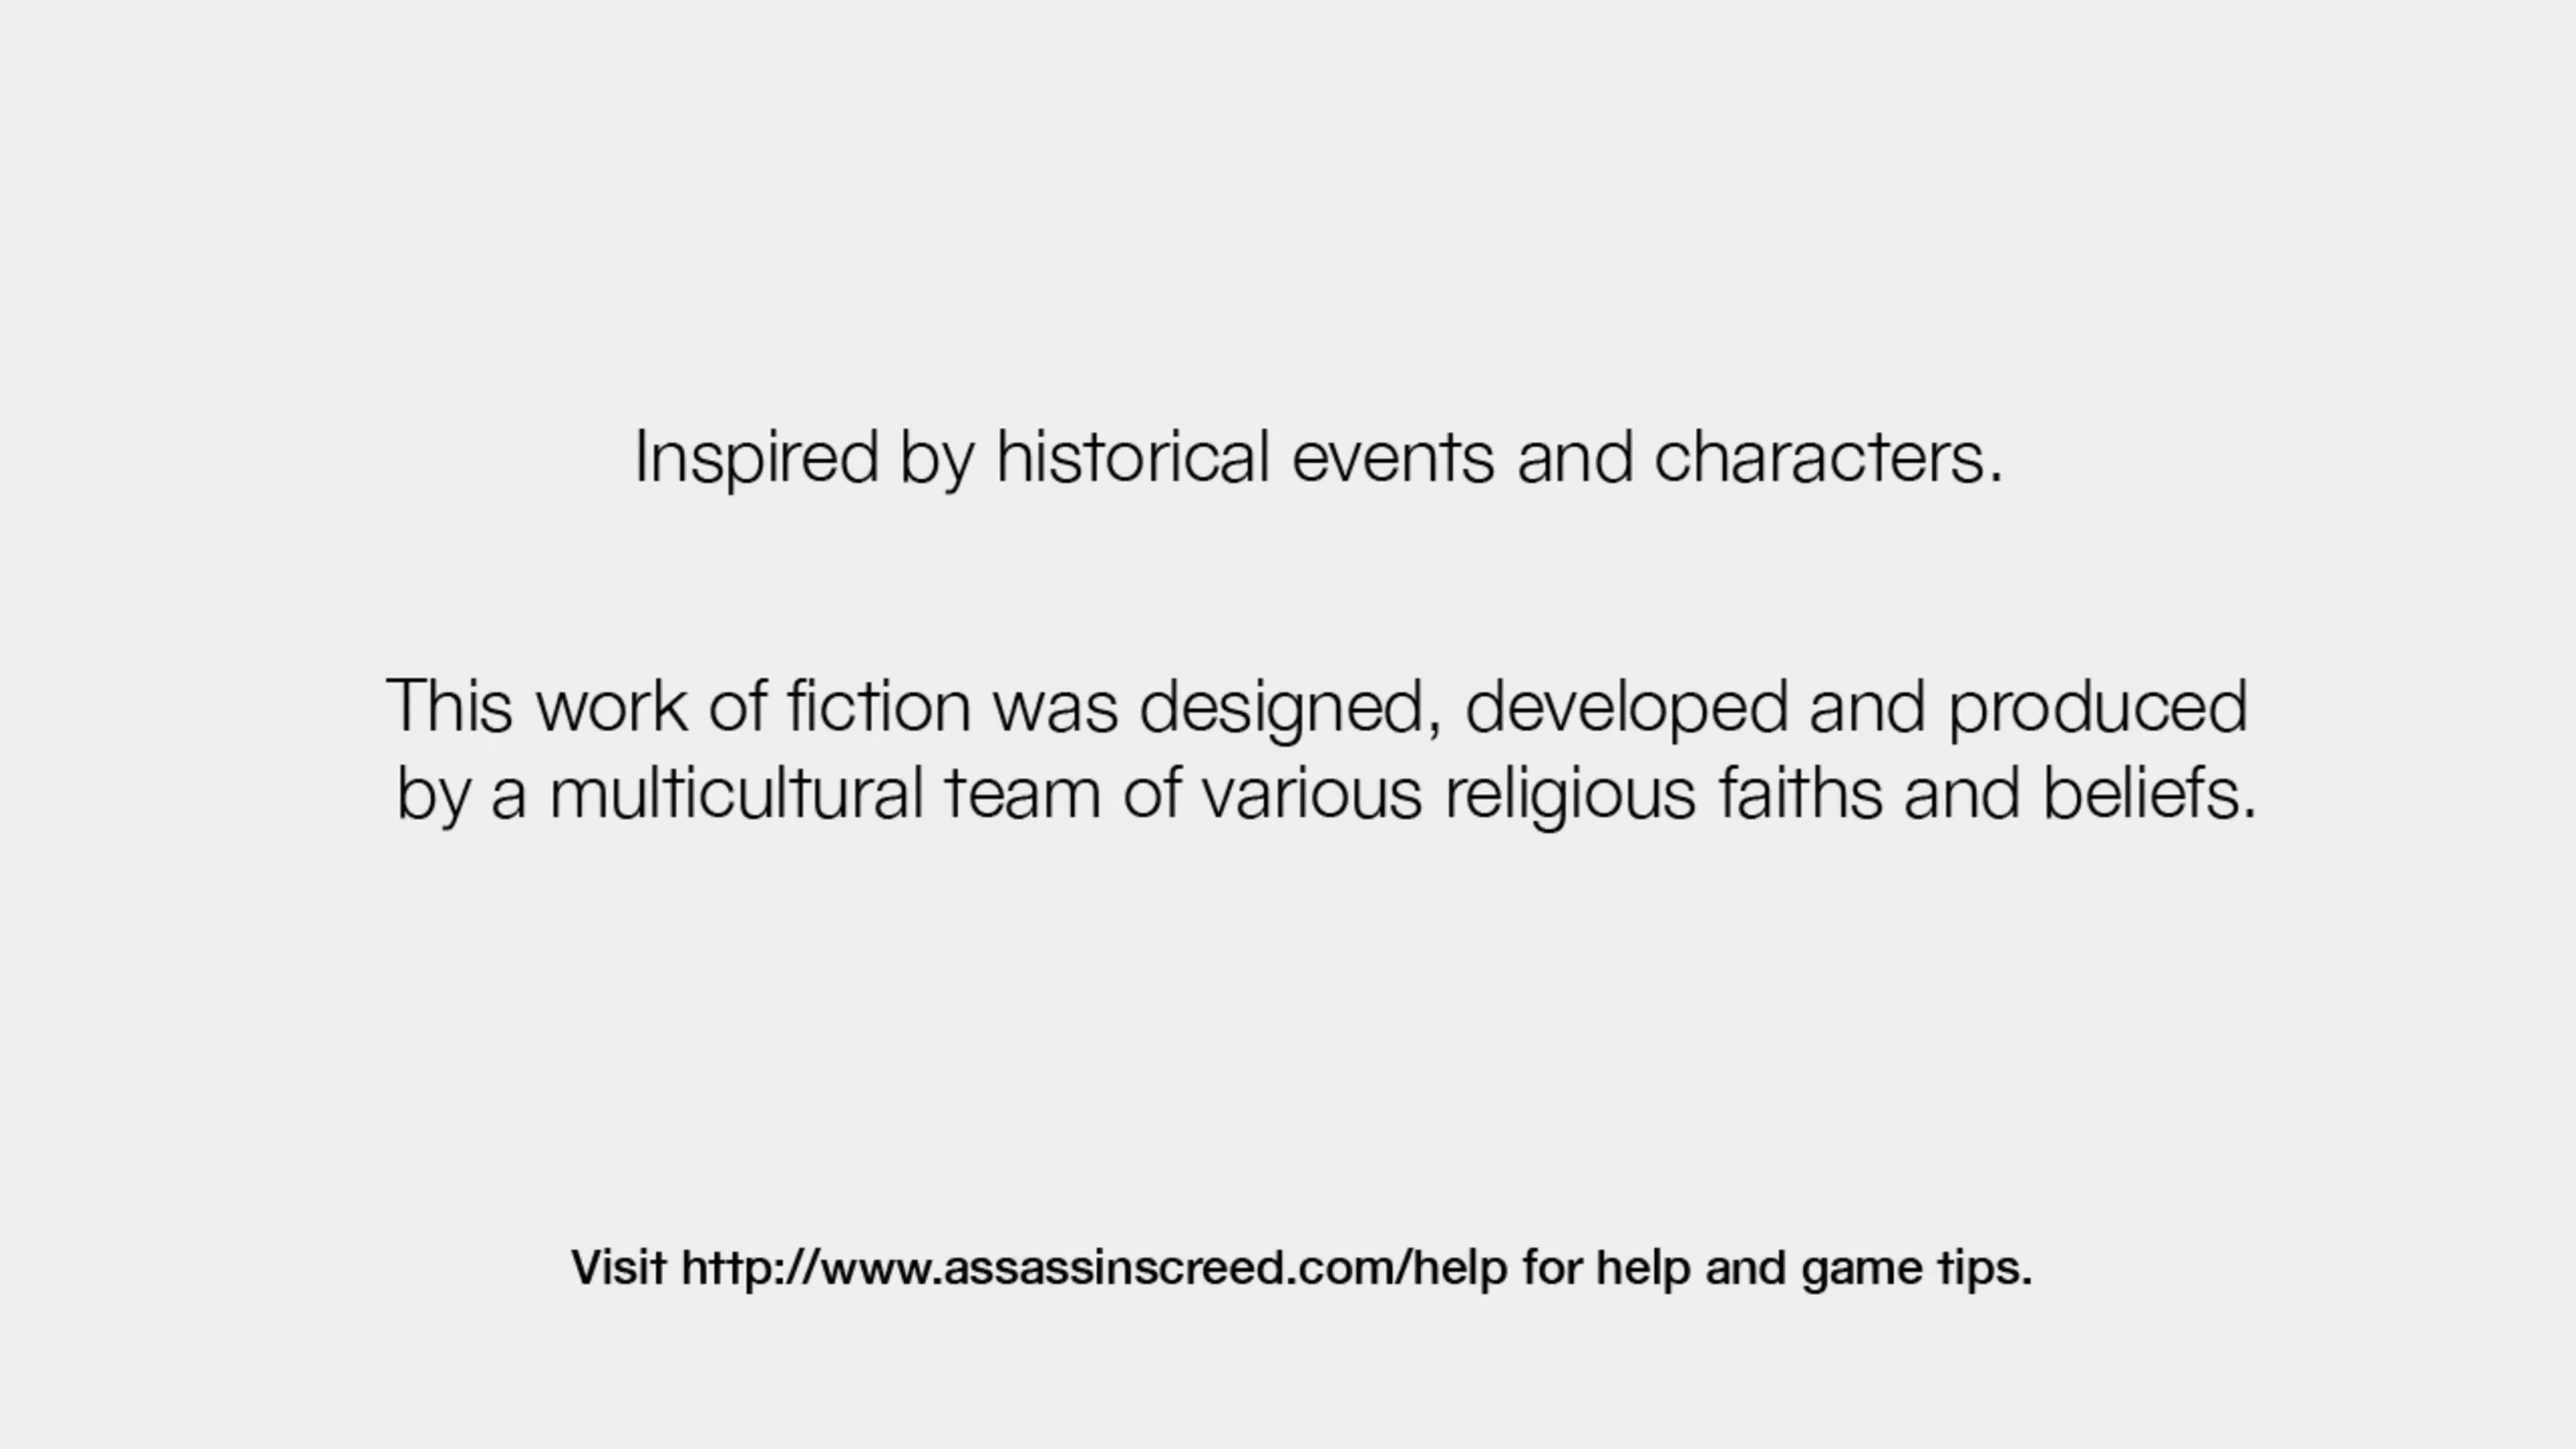 Inspired by historical events and characters.
This work of fiction was designed, developed and produced
by a multicultural team of various religious faiths and beliefs.
Visit http://www.assassinscreed.com/help for help and game tips.